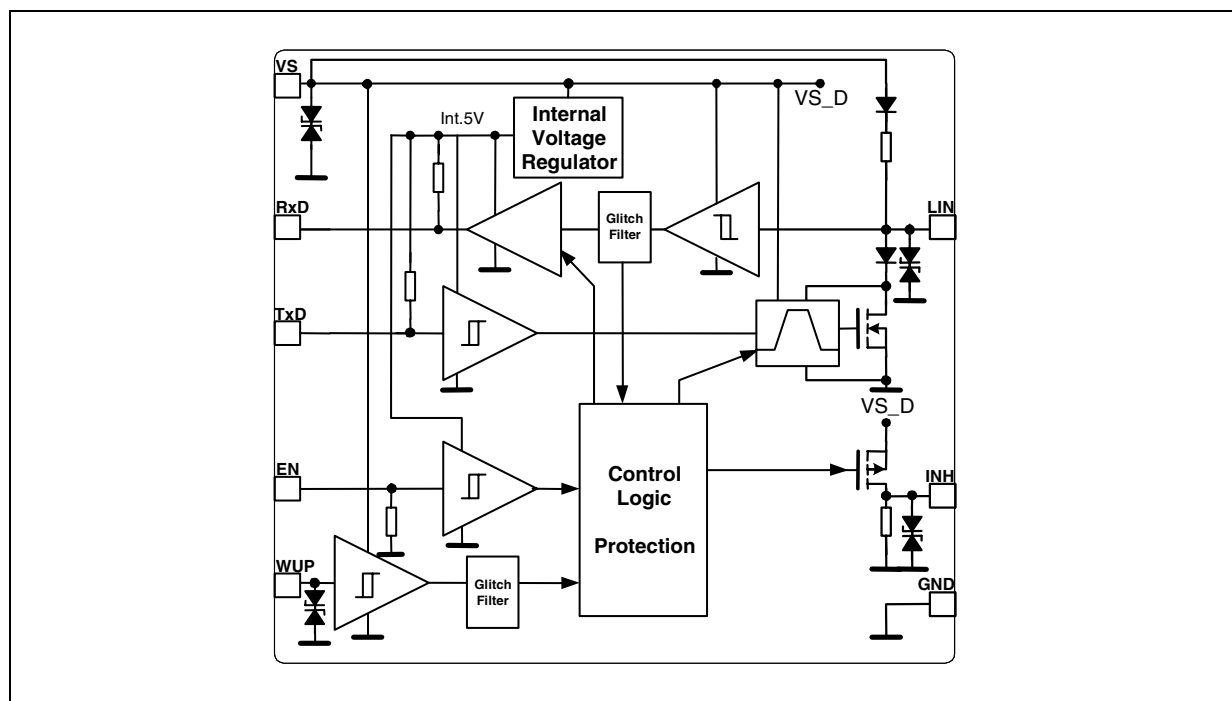 VS
VS_D
Int.5V
Internal
Voltage
Regulator
RxD
Glitch
Filter
LIN
TxD
VS_D
EN
Control
Logic
Protection
INH
WUP
Glitch
Filter
GND